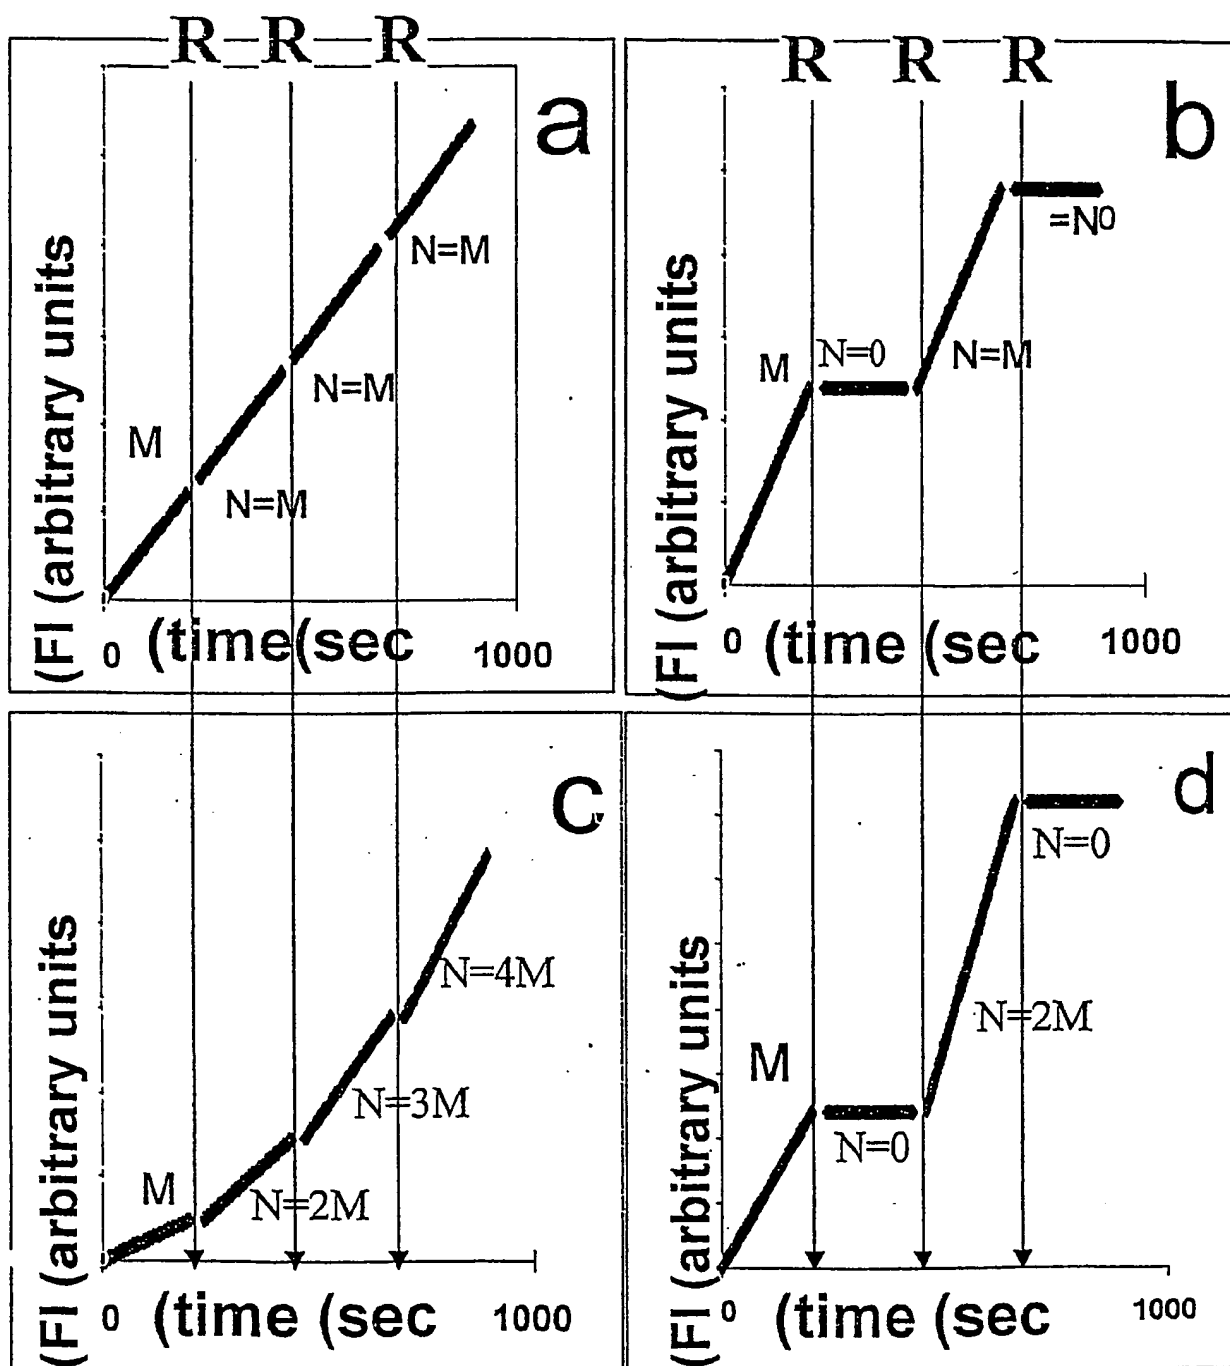 R R R
a
(FI (arbitrary units
M
N=M
N=M
N=M
0 (time(sec 1000
R R R
b
(FI (arbitrary units
M
N=0
N=M
=N0
0 (time (sec 1000
c
(FI (arbitrary units
M
N=2M
N=3M
N=4M
0 (time (sec 1000
d
(FI (arbitrary units
M
N=0
N=2M
N=0
0 (time (sec 1000